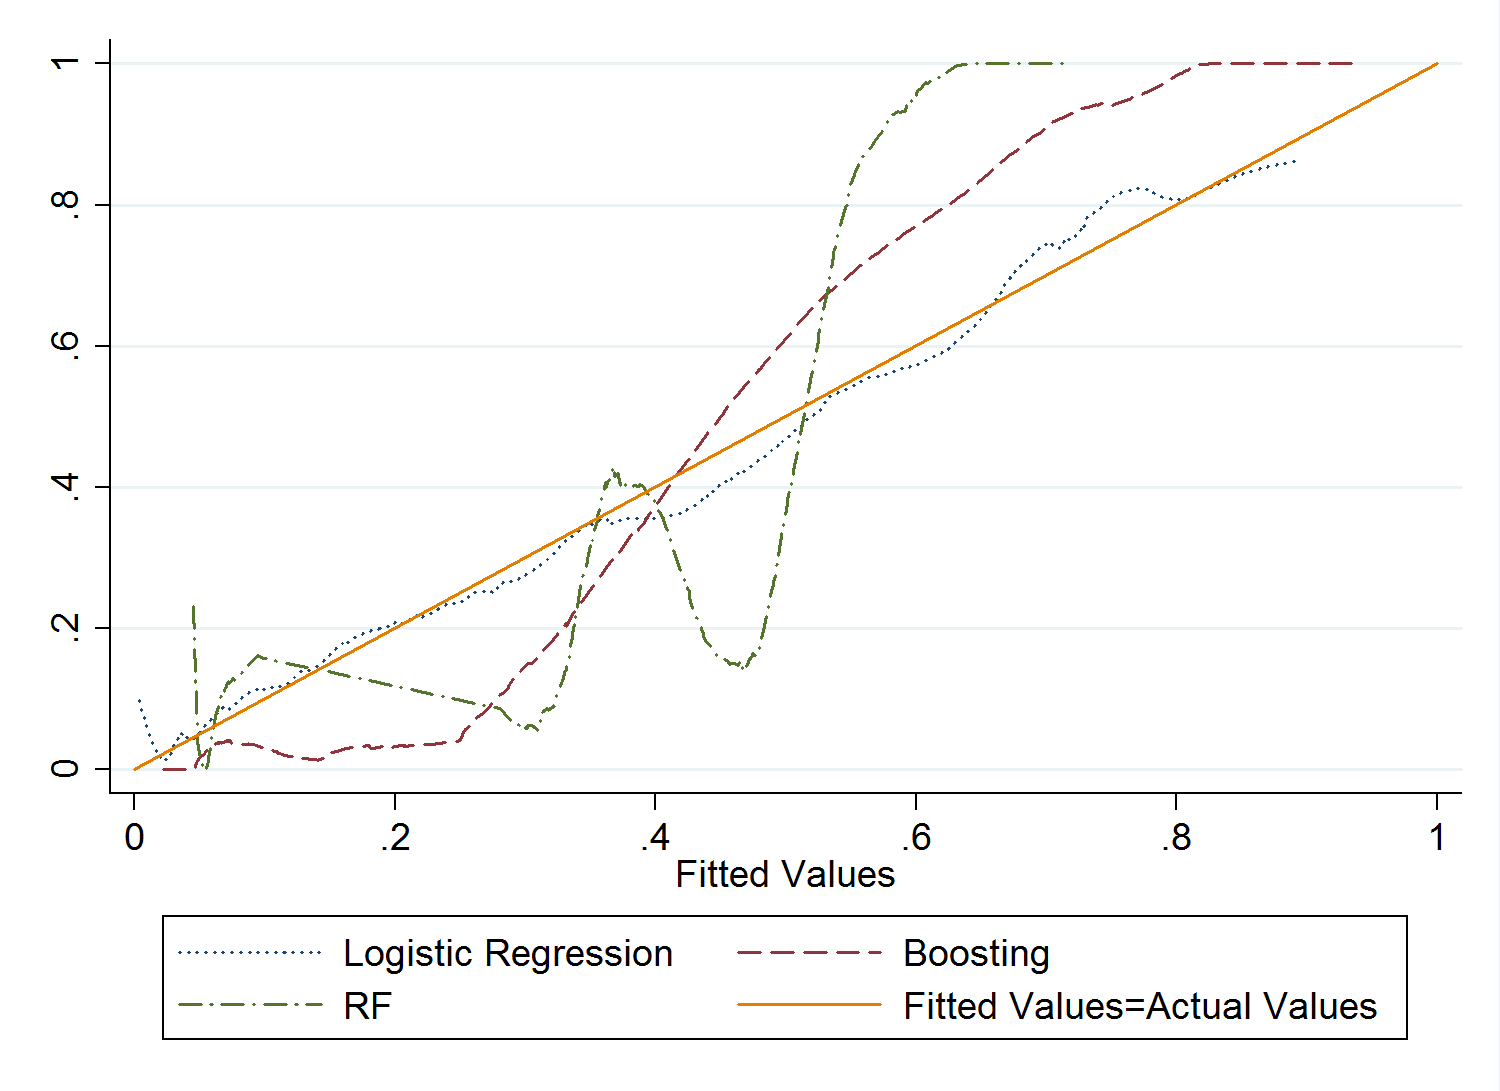 1
.8
.6
.4
.2
0
0 .2 .4 .6 .8 1
Fitted Values
Logistic Regression Boosting
RF Fitted Values=Actual Values